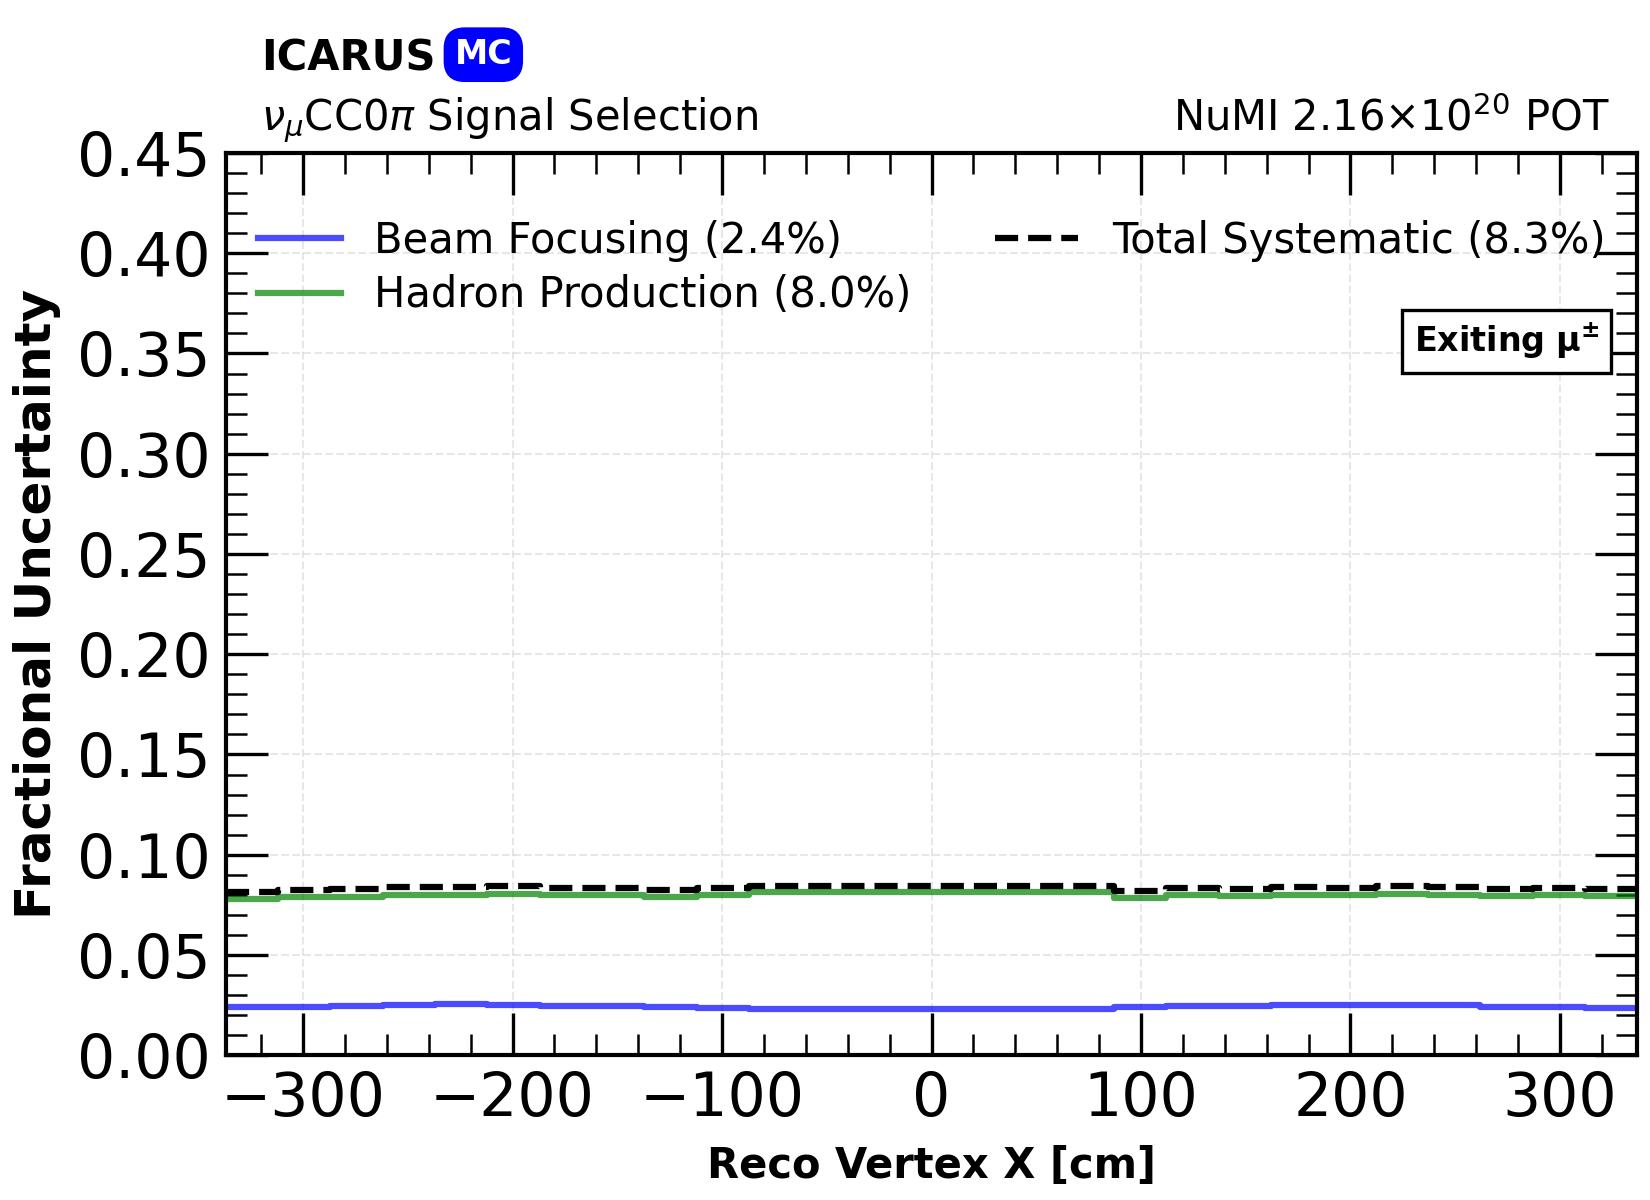 ICARUS MC
νμCC0π Signal Selection
NuMI 2.16×10²⁰ POT
0.45
0.40
0.35
0.30
0.25
0.20
0.15
0.10
0.05
0.00
Fractional Uncertainty
Beam Focusing (2.4%)
Hadron Production (8.0%)
Total Systematic (8.3%)
Exiting μ±
−300 −200 −100 0 100 200 300
Reco Vertex X [cm]